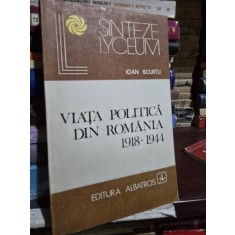 SINTEZE
LYCEUM
IOAN SCURTU
VIAȚA POLITICĂ
DIN ROMÂNIA
1918-1944
EDITURA ALBATROS